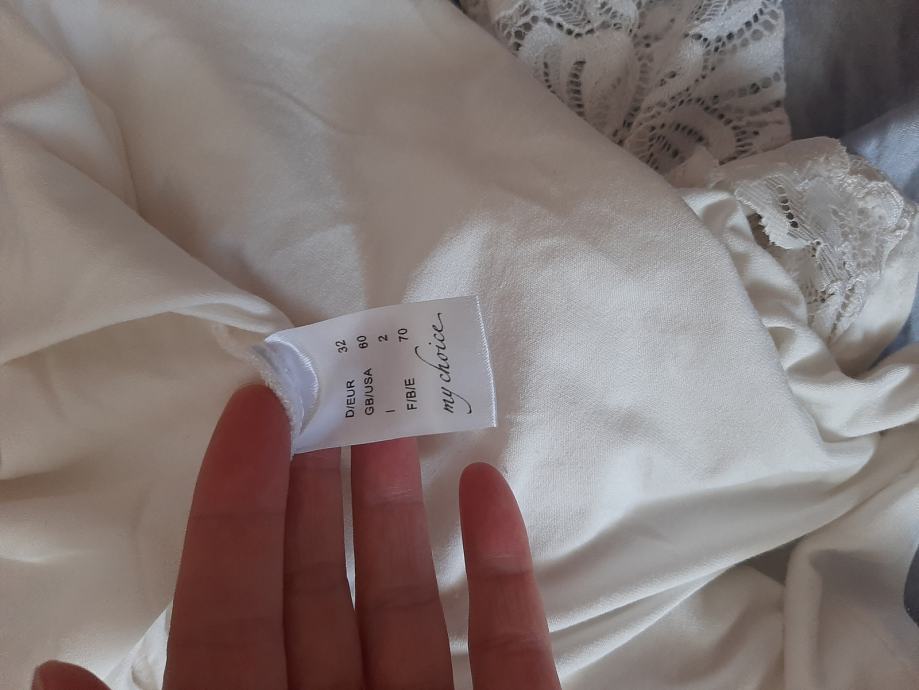 D/EUR 32
GB/USA 60
I 2
F/B/E 70
my choice